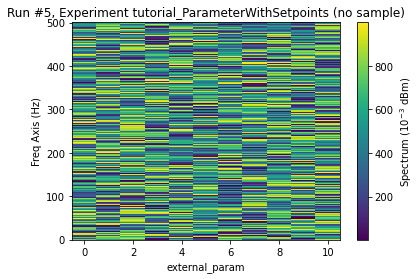 Run #5, Experiment tutorial_ParameterWithSetpoints (no sample)
500
400
300
200
100
0
Freq Axis (Hz)
0 2 4 6 8 10
external_param
800
600
400
200
Spectrum (10⁻³ dBm)